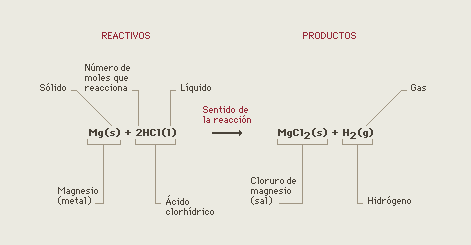 REACTIVOS
PRODUCTOS
Número de
moles que
reacciona
Sólido
Líquido
Gas
Sentido de
la reacción
Mg(s) + 2HCl(l)
MgCl₂(s) + H₂(g)
Magnesio
(metal)
Ácido
clorhídrico
Cloruro de
magnesio
(sal)
Hidrógeno